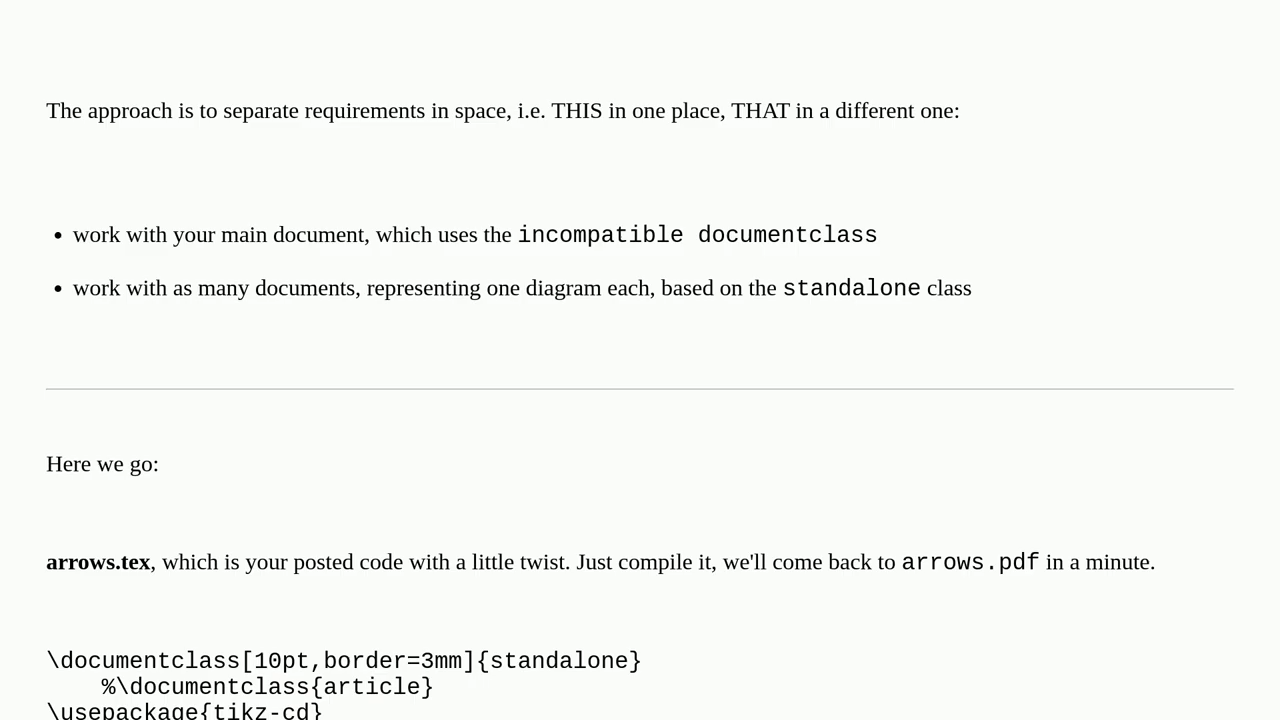 The approach is to separate requirements in space, i.e. THIS in one place, THAT in a different one:
• work with your main document, which uses the incompatible documentclass
• work with as many documents, representing one diagram each, based on the standalone class
Here we go:
arrows.tex, which is your posted code with a little twist. Just compile it, we'll come back to arrows.pdf in a minute.
\documentclass[10pt,border=3mm]{standalone}
    %\documentclass{article}
\usepackage{tikz-cd}